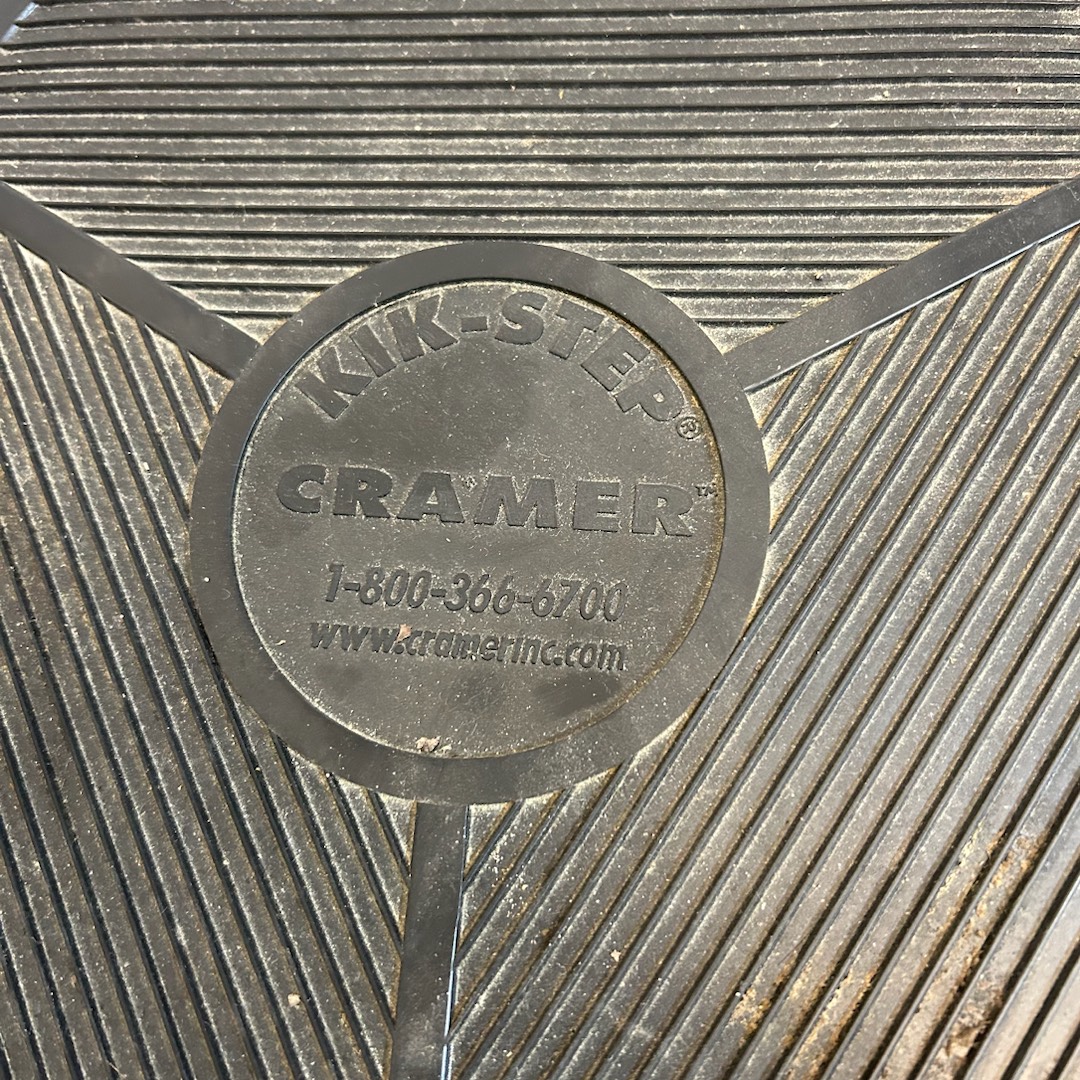 KIK-STEP®
CRAMER™
1-800-366-6700
www.cramerinc.com